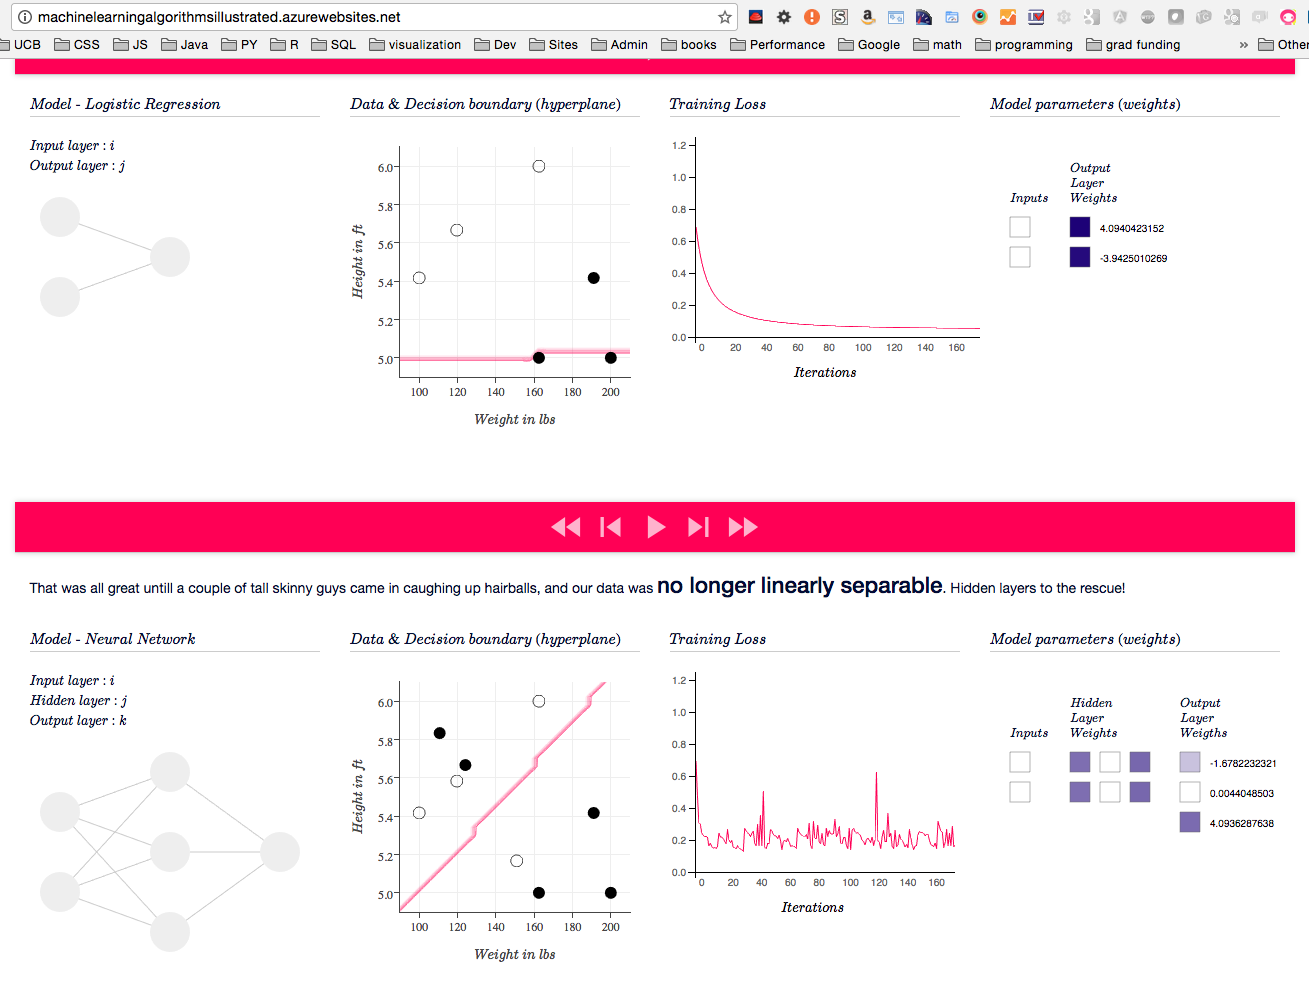 machinelearningalgorithmsillustrated.azurewebsites.net
UCB CSS JS Java PY R SQL visualization Dev Sites Admin books Performance Google math programming grad funding » Other
Model - Logistic Regression
Input layer : i
Output layer : j
Data & Decision boundary (hyperplane)
Height in ft
6.0
5.8
5.6
5.4
5.2
5.0
100 120 140 160 180 200
Weight in lbs
Training Loss
1.2
1.0
0.8
0.6
0.4
0.2
0.0
0 20 40 60 80 100 120 140 160
Iterations
Model parameters (weights)
Inputs
Output
Layer
Weights
4.0940423152
-3.9425010269
That was all great untill a couple of tall skinny guys came in caughing up hairballs, and our data was no longer linearly separable. Hidden layers to the rescue!
Model - Neural Network
Input layer : i
Hidden layer : j
Output layer : k
Data & Decision boundary (hyperplane)
Height in ft
6.0
5.8
5.6
5.4
5.2
5.0
100 120 140 160 180 200
Weight in lbs
Training Loss
1.2
1.0
0.8
0.6
0.4
0.2
0.0
0 20 40 60 80 100 120 140 160
Iterations
Model parameters (weights)
Inputs
Hidden
Layer
Weights
Output
Layer
Weigths
-1.6782232321
0.0044048503
4.0936287638